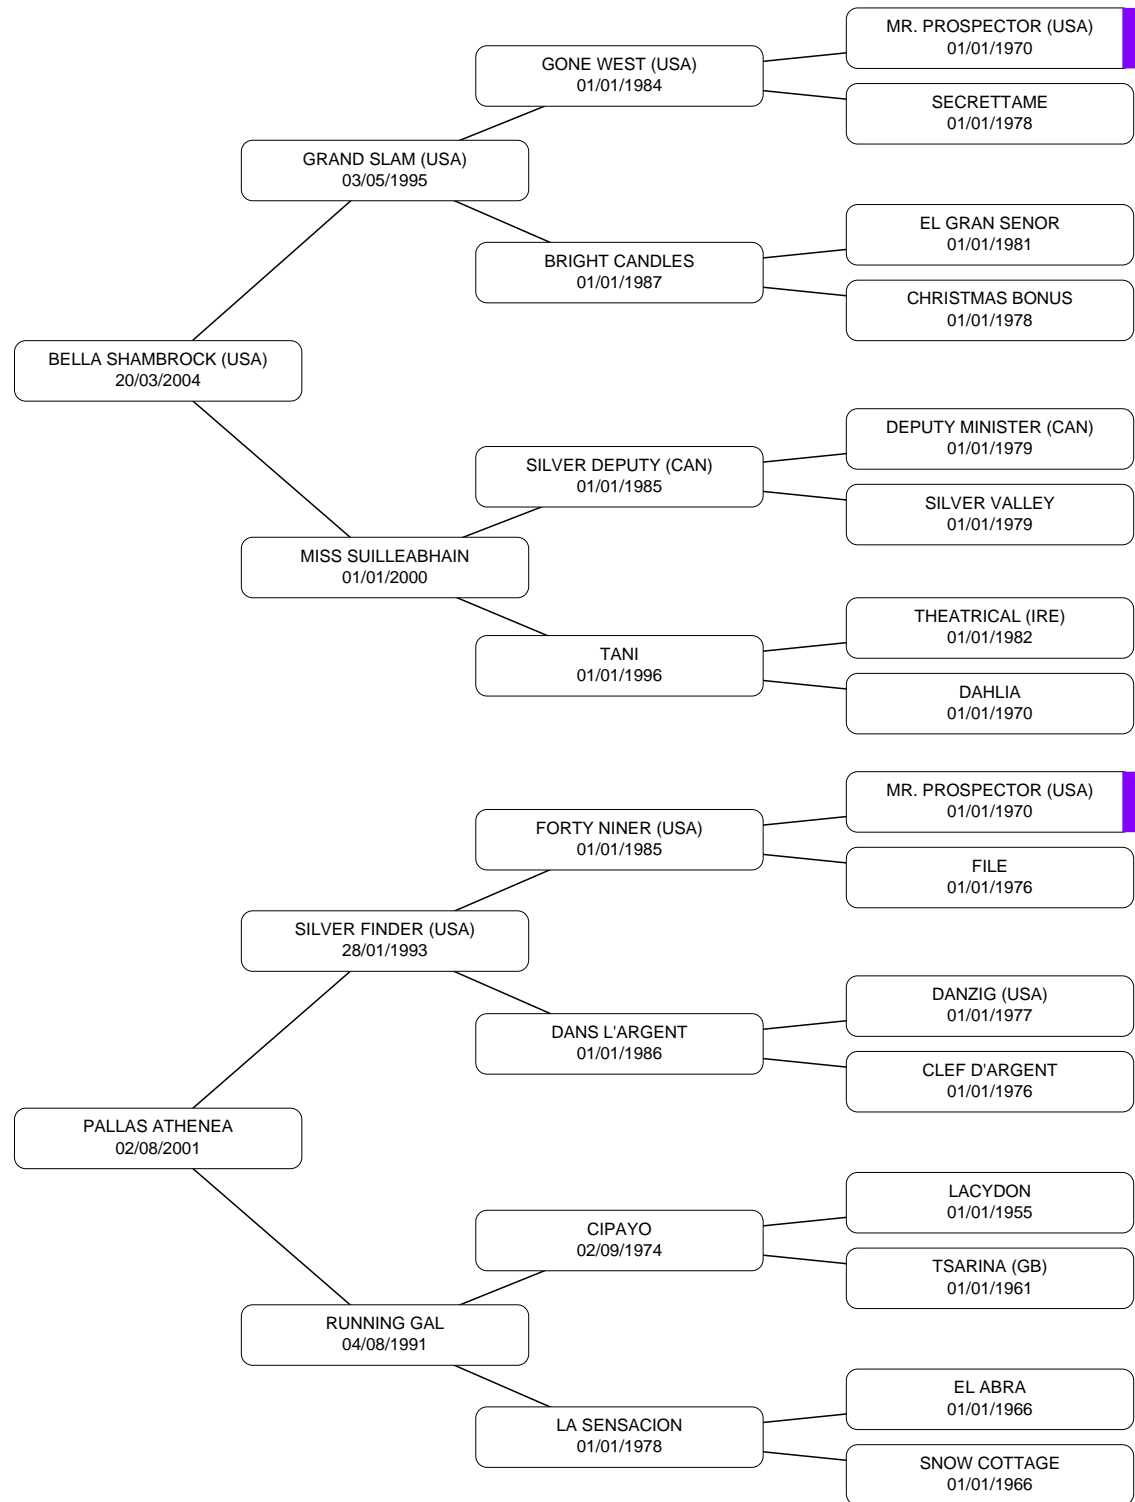 MR. PROSPECTOR (USA)
01/01/1970
GONE WEST (USA)
01/01/1984
SECRETTAME
01/01/1978
GRAND SLAM (USA)
03/05/1995
EL GRAN SENOR
01/01/1981
BRIGHT CANDLES
01/01/1987
CHRISTMAS BONUS
01/01/1978
BELLA SHAMBROCK (USA)
20/03/2004
DEPUTY MINISTER (CAN)
01/01/1979
SILVER DEPUTY (CAN)
01/01/1985
SILVER VALLEY
01/01/1979
MISS SUILLEABHAIN
01/01/2000
THEATRICAL (IRE)
01/01/1982
TANI
01/01/1996
DAHLIA
01/01/1970
MR. PROSPECTOR (USA)
01/01/1970
FORTY NINER (USA)
01/01/1985
FILE
01/01/1976
SILVER FINDER (USA)
28/01/1993
DANZIG (USA)
01/01/1977
DANS L'ARGENT
01/01/1986
CLEF D'ARGENT
01/01/1976
PALLAS ATHENEA
02/08/2001
LACYDON
01/01/1955
CIPAYO
02/09/1974
TSARINA (GB)
01/01/1961
RUNNING GAL
04/08/1991
EL ABRA
01/01/1966
LA SENSACION
01/01/1978
SNOW COTTAGE
01/01/1966